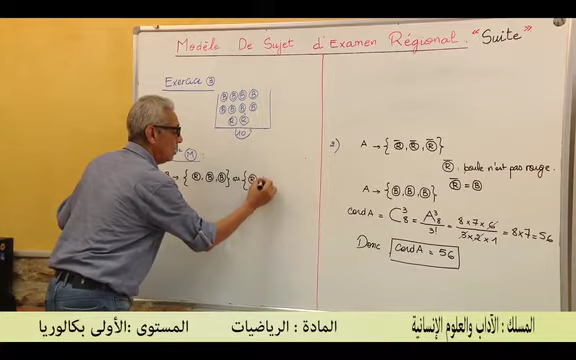 Modèle De Sujet d'Examen Régional. "Suite"
Exercice 3
B B B B
B B B B
R R
10
M :
→ { R, B, B } ou { R
2) A → { R̅, R̅, R̅ }
R̅ : boule n'est pas rouge.
R̅ = B
A → { B, B, B }
Card A = C³₈ = A³₈ / 3! = 8 × 7 × 6 / 3 × 2 × 1 = 8 × 7 = 56
Donc card A = 56
المسلك : الآداب والعلوم الإنسانية المادة : الرياضيات المستوى :الأولى بكالوريا